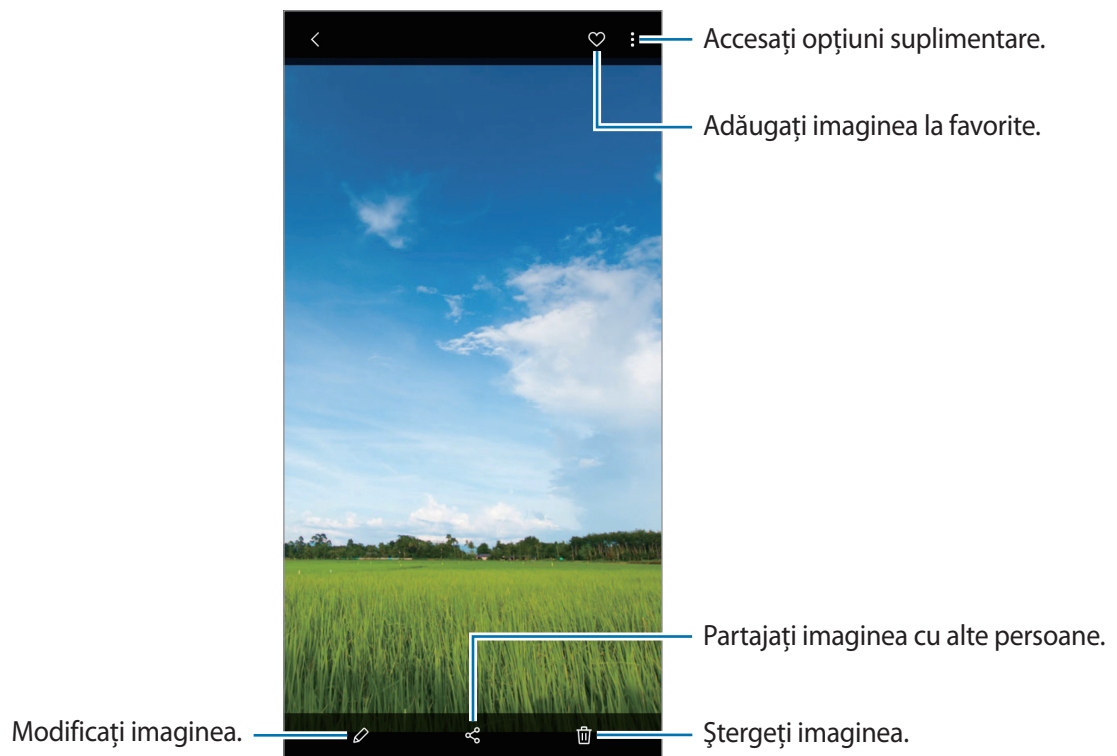 Accesați opțiuni suplimentare.
Adăugați imaginea la favorite.
Partajați imaginea cu alte persoane.
Modificați imaginea.
Ştergeți imaginea.